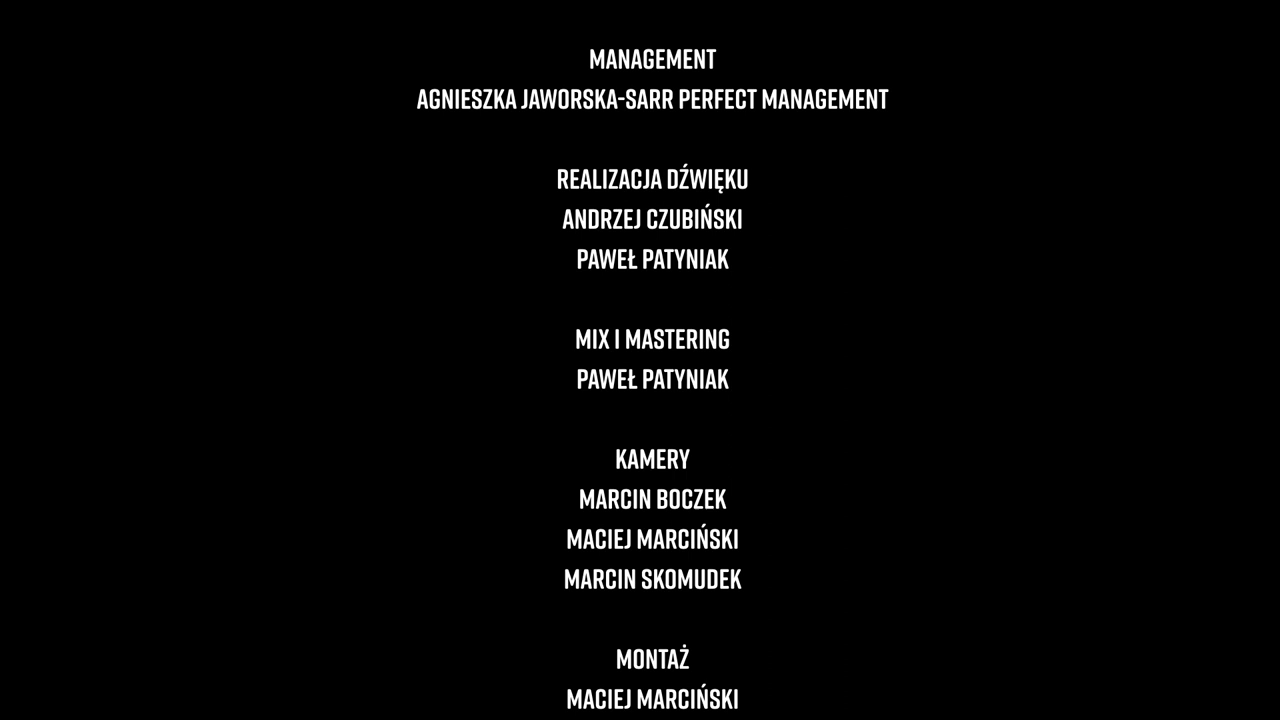 MANAGEMENT
AGNIESZKA JAWORSKA-SARR PERFECT MANAGEMENT
REALIZACJA DŹWIĘKU
ANDRZEJ CZUBIŃSKI
PAWEŁ PATYNIAK
MIX I MASTERING
PAWEŁ PATYNIAK
KAMERY
MARCIN BOCZEK
MACIEJ MARCIŃSKI
MARCIN SKOMUDEK
MONTAŻ
MACIEJ MARCIŃSKI